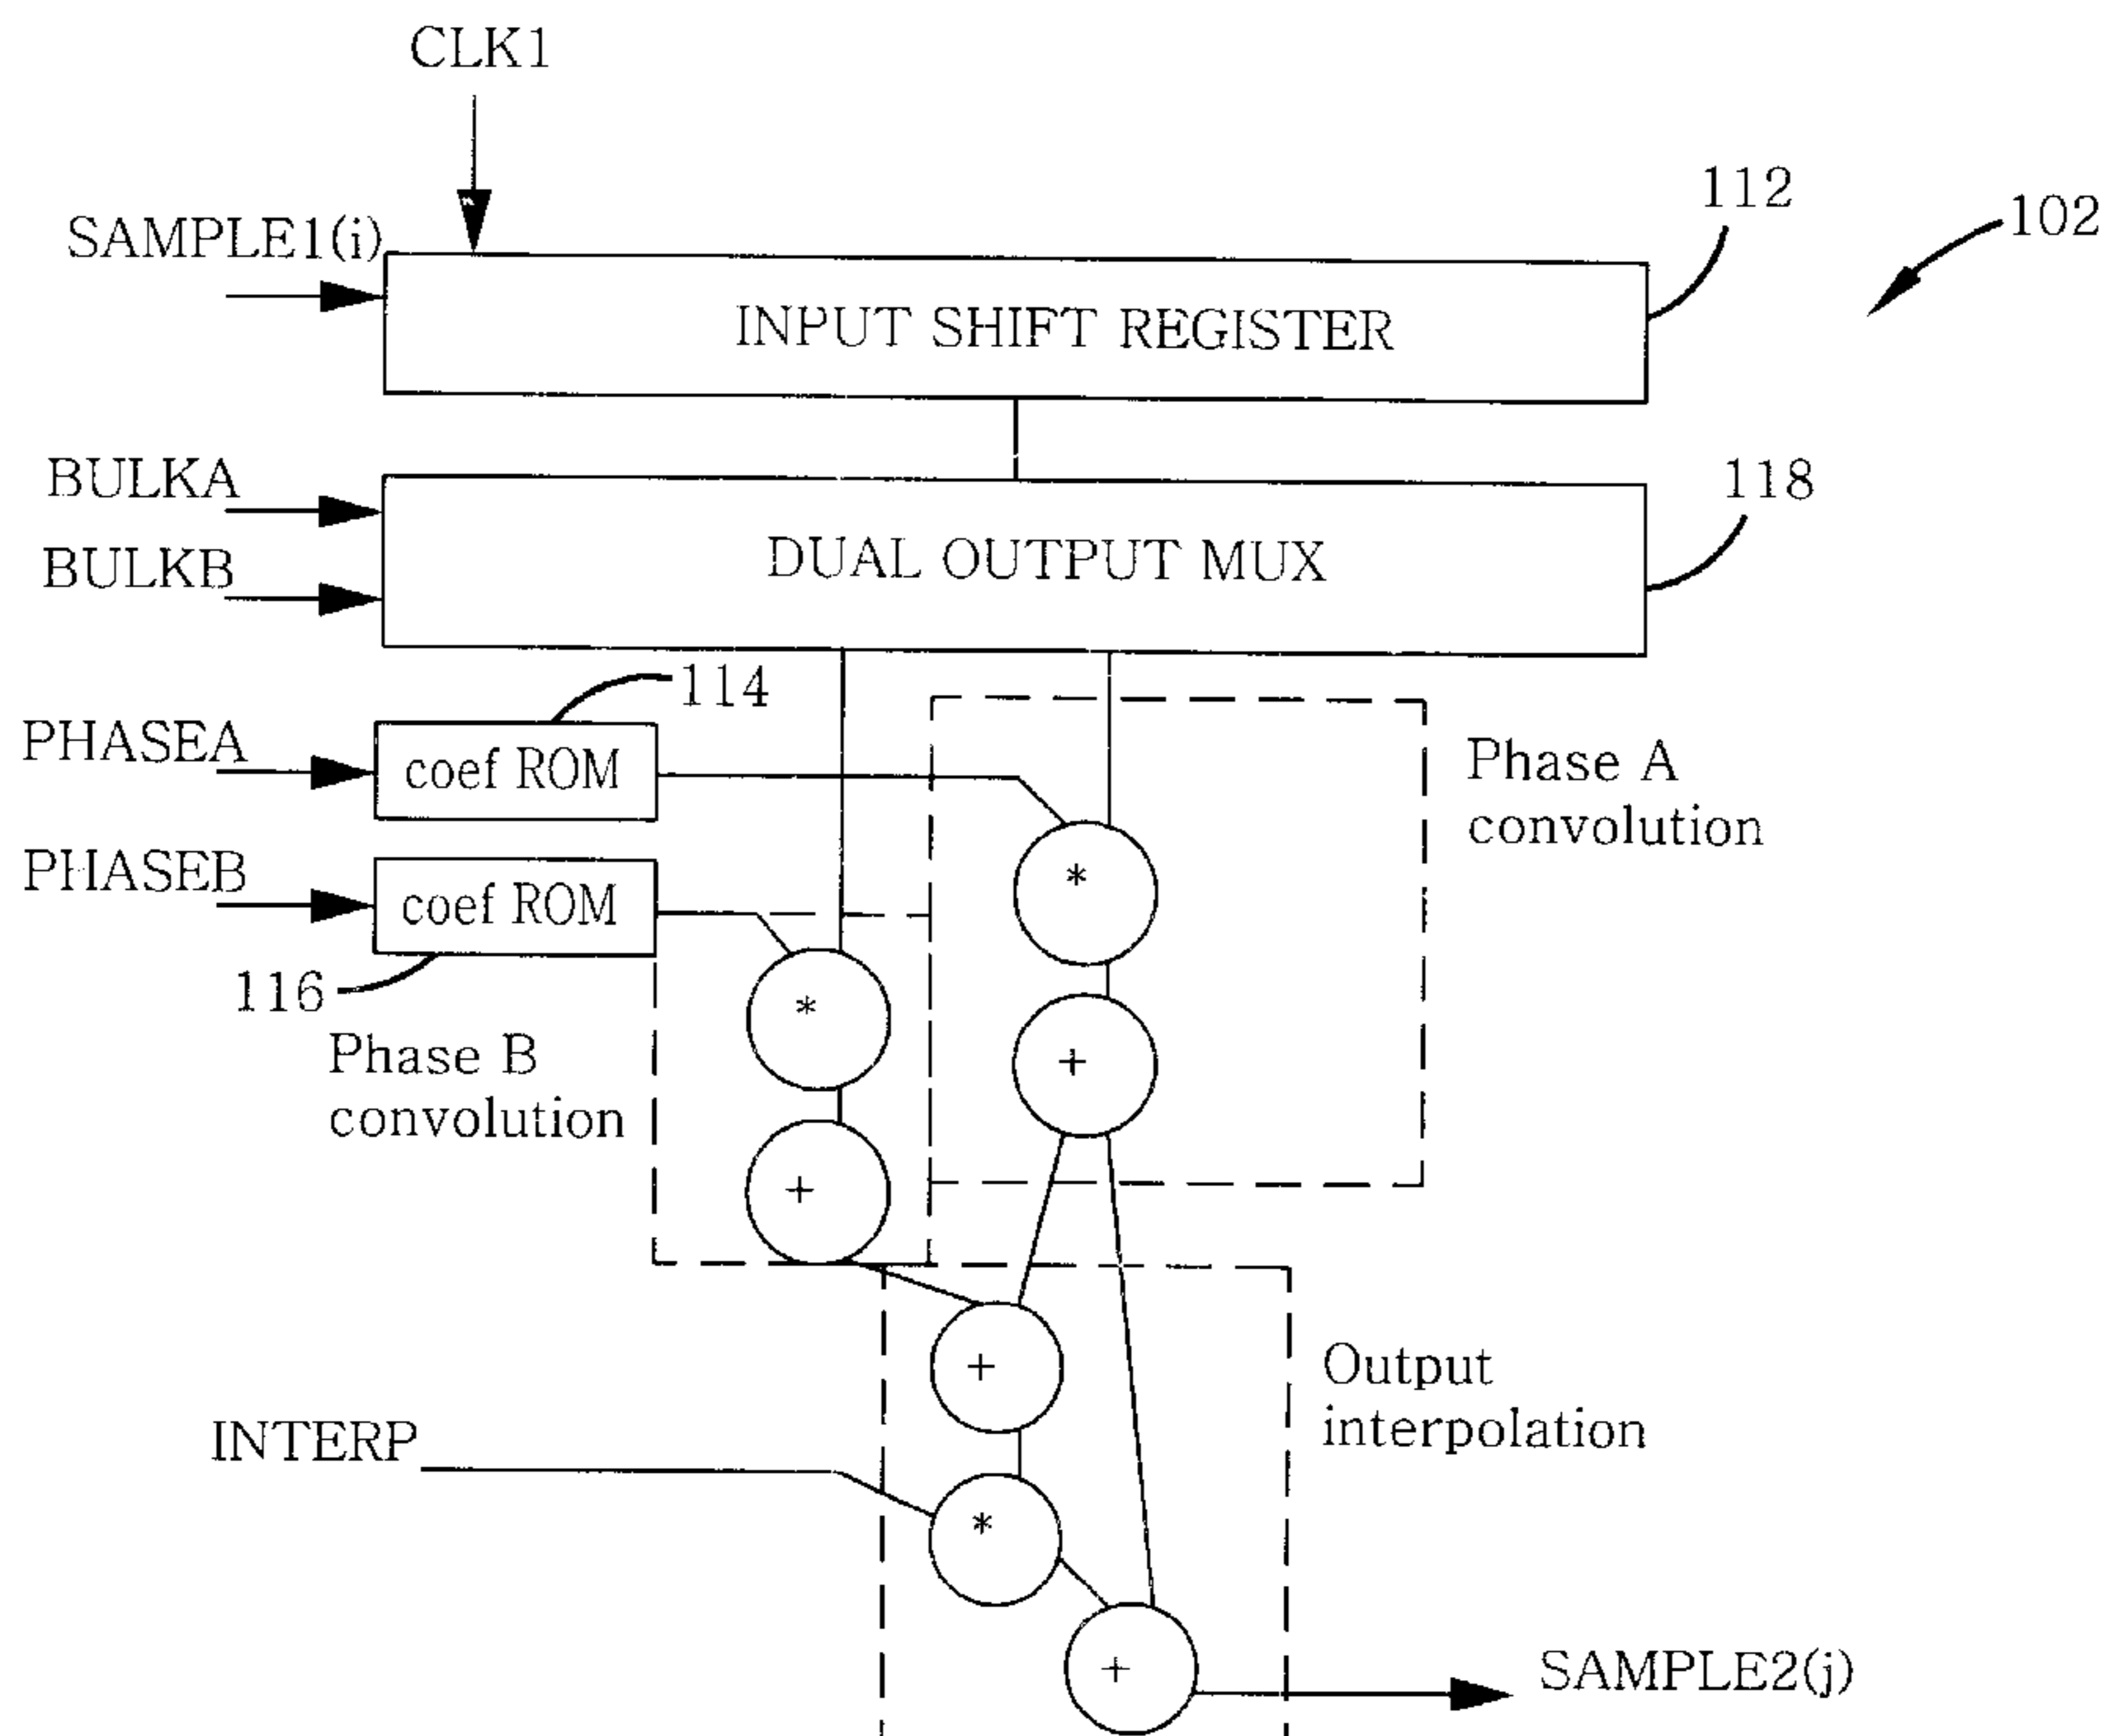 CLK1
112
102
SAMPLE1(i)
INPUT SHIFT REGISTER
BULKA
118
BULKB
DUAL OUTPUT MUX
114
PHASEA
coef ROM
Phase A
convolution
*
PHASEB
coef ROM
116
*
Phase B
convolution
+
+
+
Output
interpolation
INTERP
*
+
SAMPLE2(j)